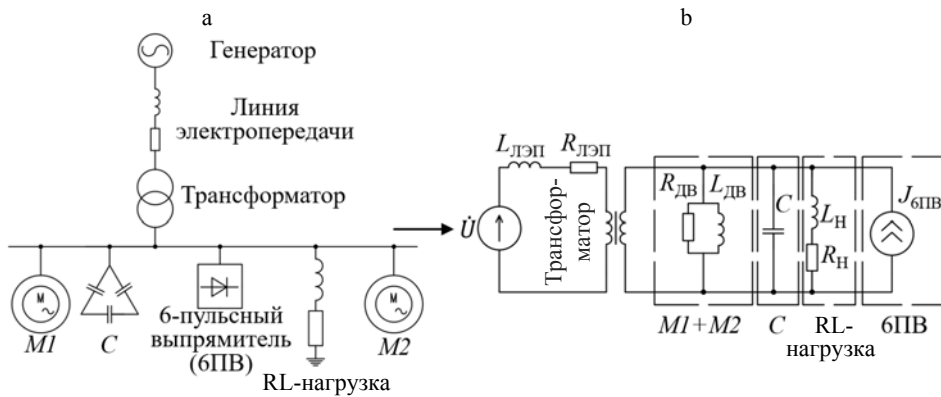 a
Генератор
Линия
электропередачи
Трансформатор
M
M1
C
6-пульсный
выпрямитель
(6ПВ)
RL-нагрузка
M
M2
b
LЛЭП
RЛЭП
U̇
Трансфор-
матор
RДВ
LДВ
C
LН
RН
J6ПВ
M1+M2
C
RL-
нагрузка
6ПВ